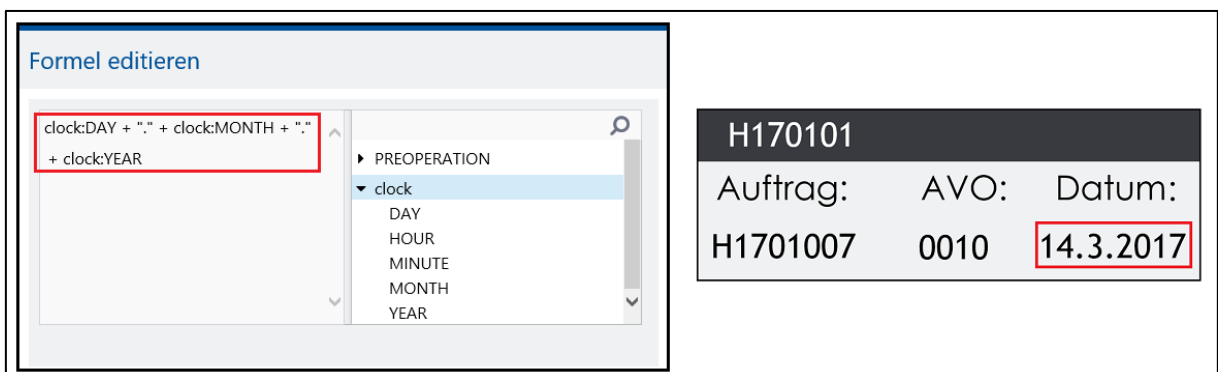 Formel editieren
clock:DAY + "." + clock:MONTH + "."
+ clock:YEAR
PREOPERATION
clock
DAY
HOUR
MINUTE
MONTH
YEAR
H170101
Auftrag: AVO: Datum:
H1701007 0010 14.3.2017